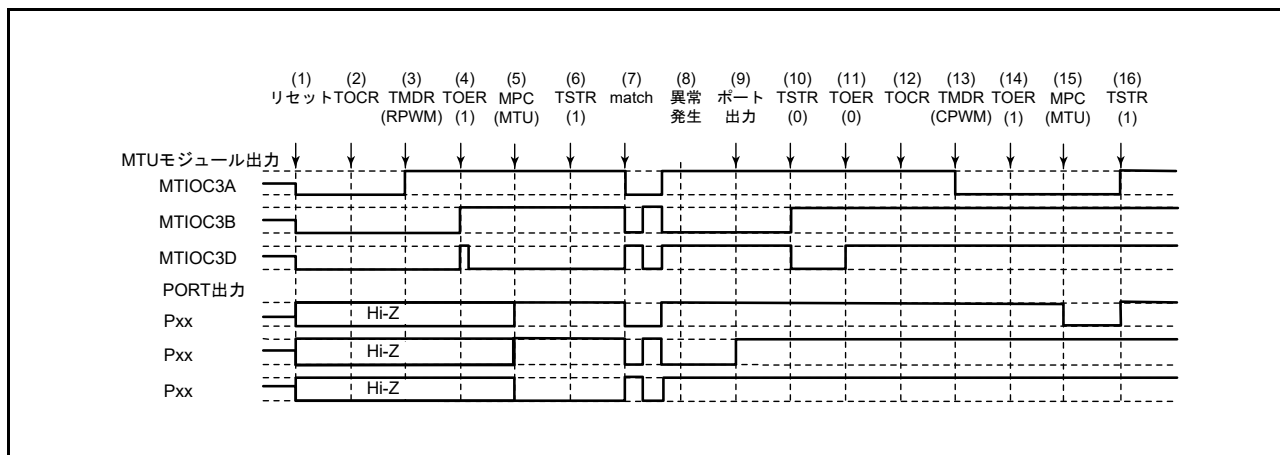 (1) (2) (3) (4) (5) (6) (7) (8) (9) (10) (11) (12) (13) (14) (15) (16)
リセット TOCR TMDR TOER MPC TSTR match 異常 ポート TSTR TOER TOCR TMDR TOER MPC TSTR
(RPWM) (1) (MTU) (1) 発生 出力 (0) (0) (CPWM) (1) (MTU) (1)
MTUモジュール出力
MTIOC3A
MTIOC3B
MTIOC3D
PORT出力
Pxx Hi-Z
Pxx Hi-Z
Pxx Hi-Z